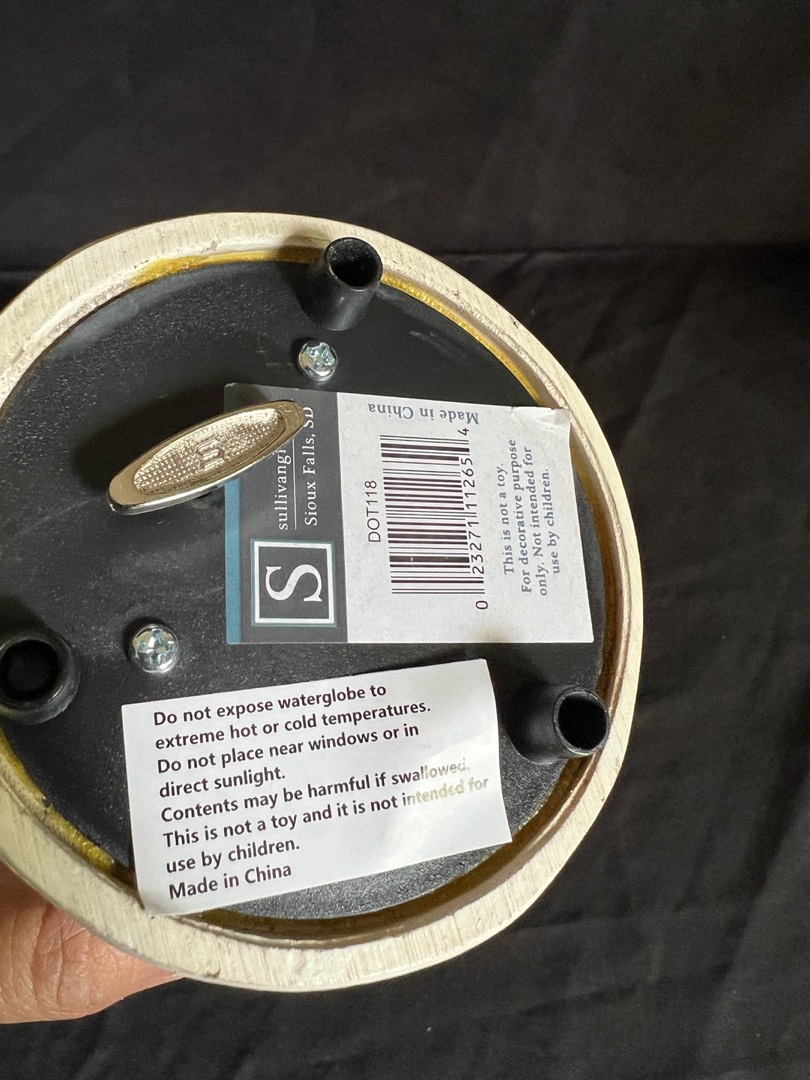 S
Sioux Falls, SD
Made in China
DOT118
0 23271 11265 4
This is not a toy.
For decorative purpose
only. Not intended for
use by children.
Do not expose waterglobe to
extreme hot or cold temperatures.
Do not place near windows or in
direct sunlight.
Contents may be harmful if swallowed.
This is not a toy and it is not intended for
use by children.
Made in China